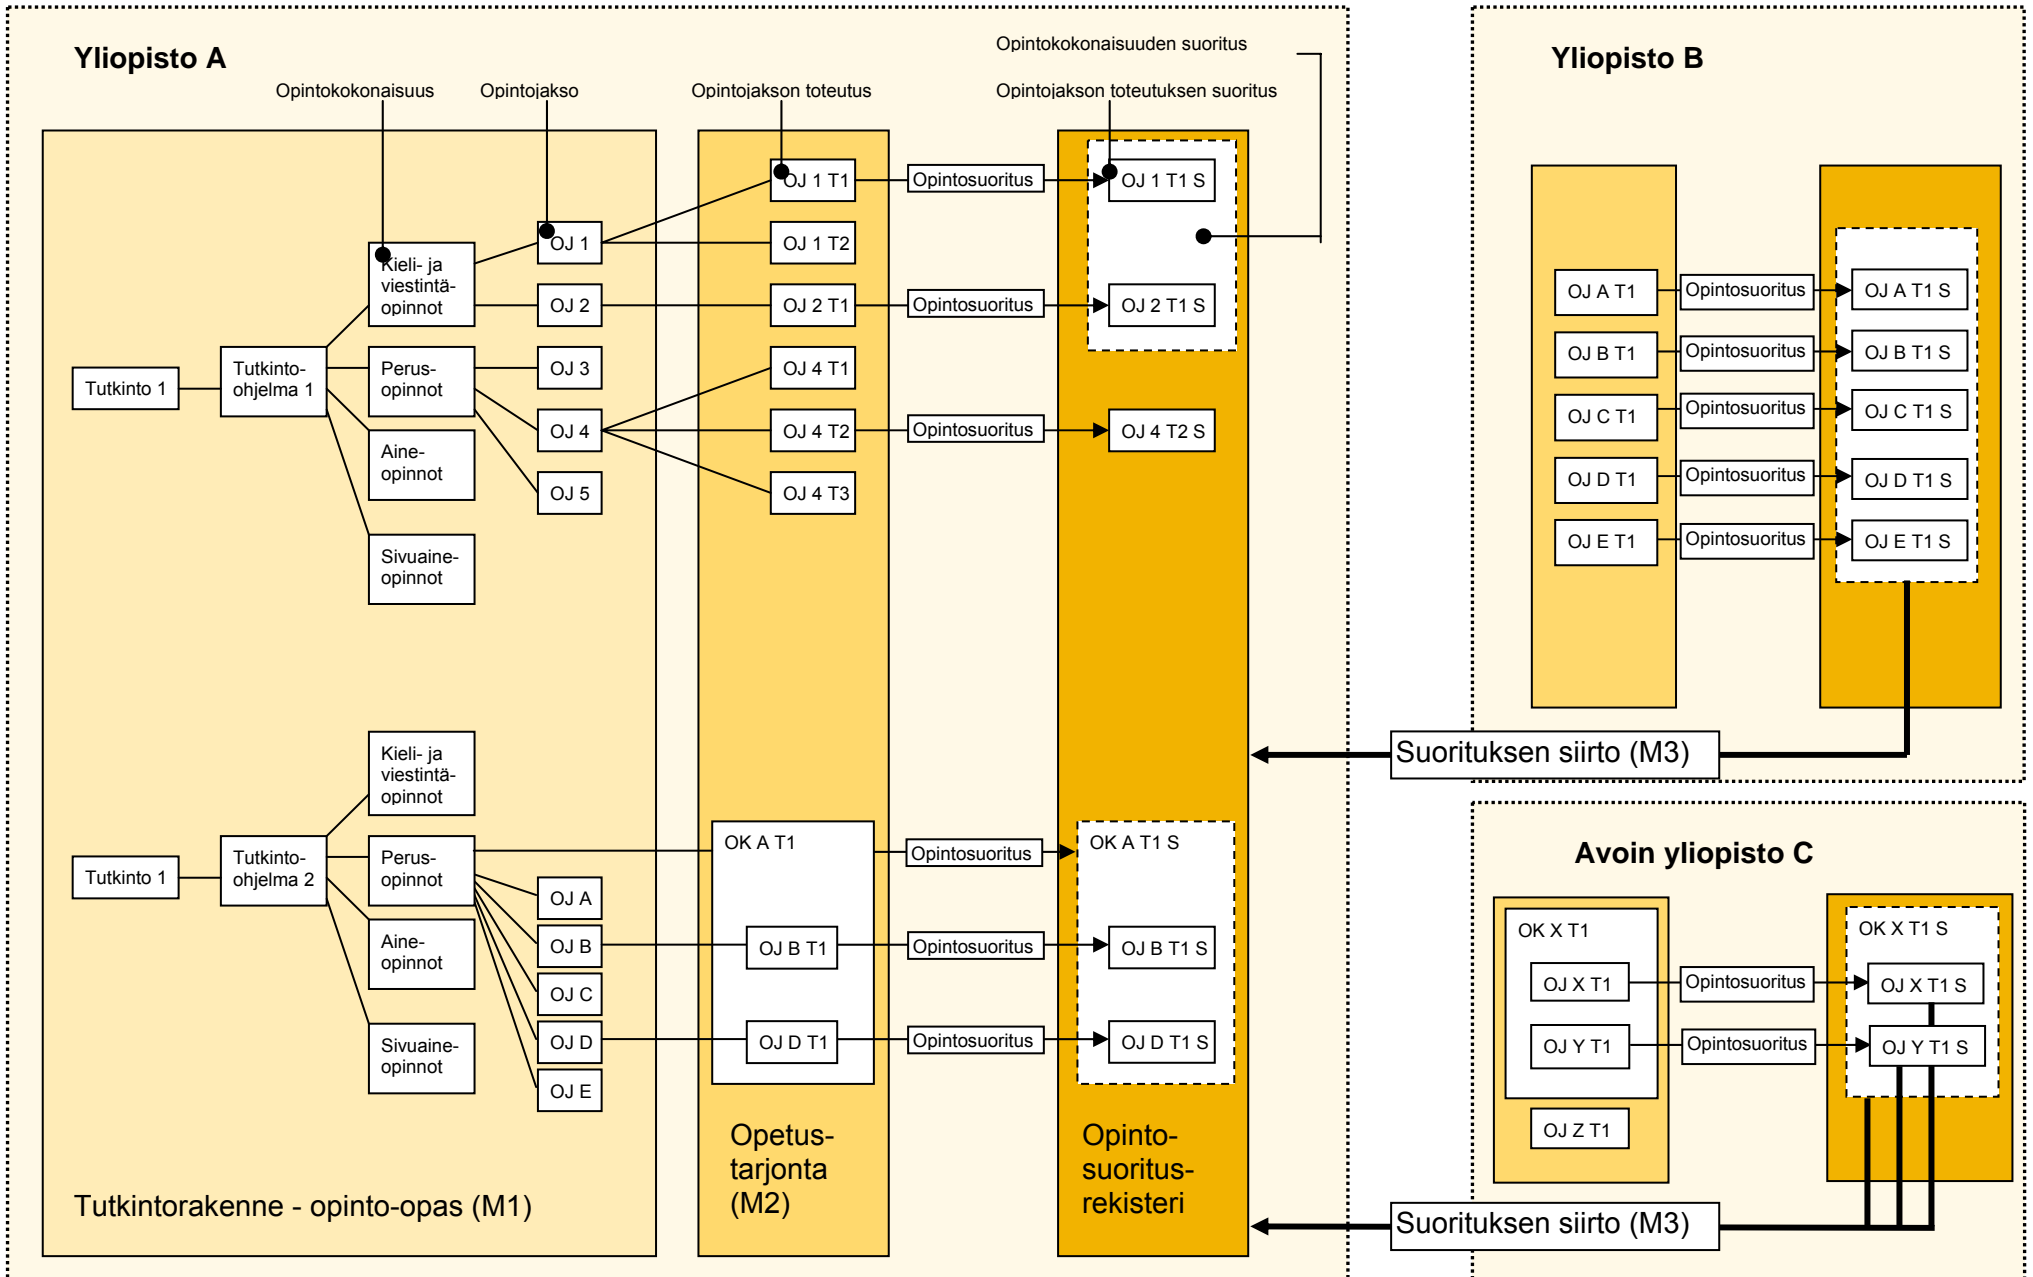 Yliopisto A
Opintokokonaisuus
Opintojakso
Opintojakson toteutus
Opintokokonaisuuden suoritus
Opintojakson toteutuksen suoritus
Tutkinto 1
Tutkinto-
ohjelma 1
Kieli- ja
viestintä-
opinnot
Perus-
opinnot
Aine-
opinnot
Sivuaine-
opinnot
OJ 1
OJ 2
OJ 3
OJ 4
OJ 5
OJ 1 T1
OJ 1 T2
OJ 2 T1
OJ 4 T1
OJ 4 T2
OJ 4 T3
Opintosuoritus
Opintosuoritus
Opintosuoritus
OJ 1 T1 S
OJ 2 T1 S
OJ 4 T2 S
Tutkinto 1
Tutkinto-
ohjelma 2
Kieli- ja
viestintä-
opinnot
Perus-
opinnot
Aine-
opinnot
Sivuaine-
opinnot
OJ A
OJ B
OJ C
OJ D
OJ E
OK A T1
OJ B T1
OJ D T1
Opintosuoritus
Opintosuoritus
Opintosuoritus
OK A T1 S
OJ B T1 S
OJ D T1 S
Tutkintorakenne - opinto-opas (M1)
Opetus-
tarjonta
(M2)
Opinto-
suoritus-
rekisteri
Yliopisto B
OJ A T1
OJ B T1
OJ C T1
OJ D T1
OJ E T1
Opintosuoritus
Opintosuoritus
Opintosuoritus
Opintosuoritus
Opintosuoritus
OJ A T1 S
OJ B T1 S
OJ C T1 S
OJ D T1 S
OJ E T1 S
Suorituksen siirto (M3)
Avoin yliopisto C
OK X T1
OJ X T1
OJ Y T1
OJ Z T1
Opintosuoritus
Opintosuoritus
OK X T1 S
OJ X T1 S
OJ Y T1 S
Suorituksen siirto (M3)